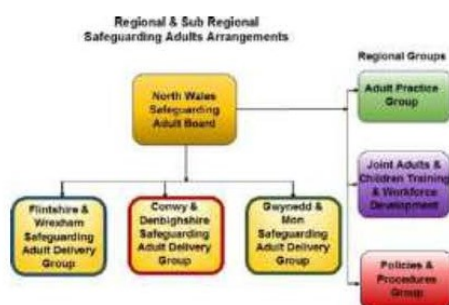 Regional & Sub Regional
Safeguarding Adults Arrangements
Regional Groups
North Wales
Safeguarding
Adult Board
Adult Practice
Group
Joint Adults &
Children Training
& Workforce
Development
Flintshire &
Wrexham
Safeguarding
Adult Delivery
Group
Conwy &
Denbighshire
Safeguarding
Adult Delivery
Group
Gwynedd &
Mon
Safeguarding
Adult Delivery
Group
Policies &
Procedures
Group